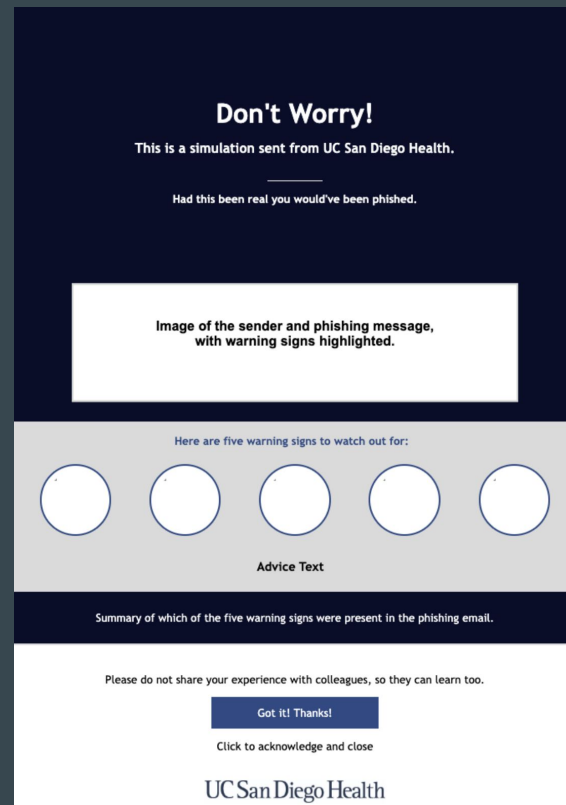 Don't Worry!
This is a simulation sent from UC San Diego Health.
Had this been real you would've been phished.
Image of the sender and phishing message,
with warning signs highlighted.
Here are five warning signs to watch out for:
Advice Text
Summary of which of the five warning signs were present in the phishing email.
Please do not share your experience with colleagues, so they can learn too.
Got it! Thanks!
Click to acknowledge and close
UC San Diego Health